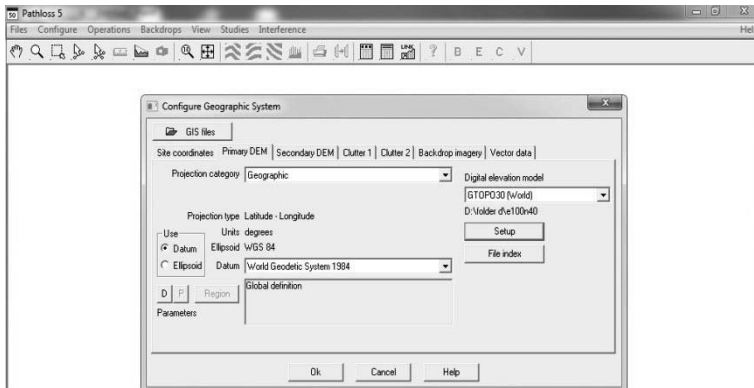 50 Pathloss 5
Files Configure Operations Backdrops View Studies Interference Hel
LINK ? B E C V
Configure Geographic System
GIS files
Site coordinates Primary DEM Secondary DEM Clutter 1 Clutter 2 Backdrop imagery Vector data
Projection category Geographic
Digital elevation model
GTOPO30 (World)
D:\folder d\e100n40
Projection type Latitude - Longitude
Use Units degrees
Setup
Datum Ellipsoid WGS 84
Ellipsoid Datum World Geodetic System 1984
File index
D P Region Global definition
Parameters
Ok Cancel Help